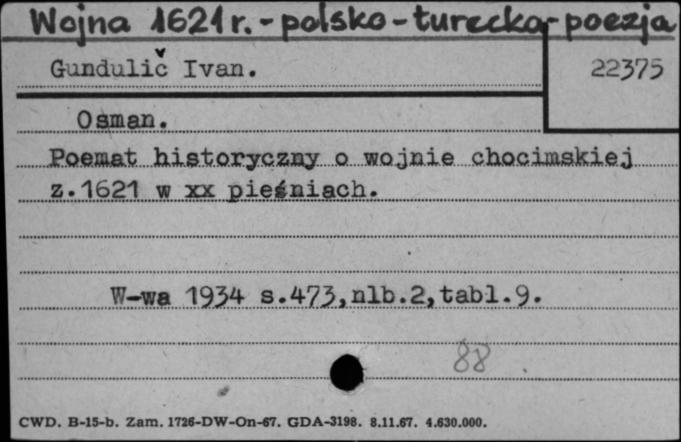 Wojna 1621 r. - polsko - turecka - poezja
Gundulič Ivan.
22375
Osman.
Poemat historyczny o wojnie chocimskiej
z.1621 w xx pieśniach.
W-wa 1934 s.473,nlb.2,tabl.9.
88
CWD. B-15-b. Zam. 1726-DW-On-67. GDA-3198. 8.11.67. 4.630.000.